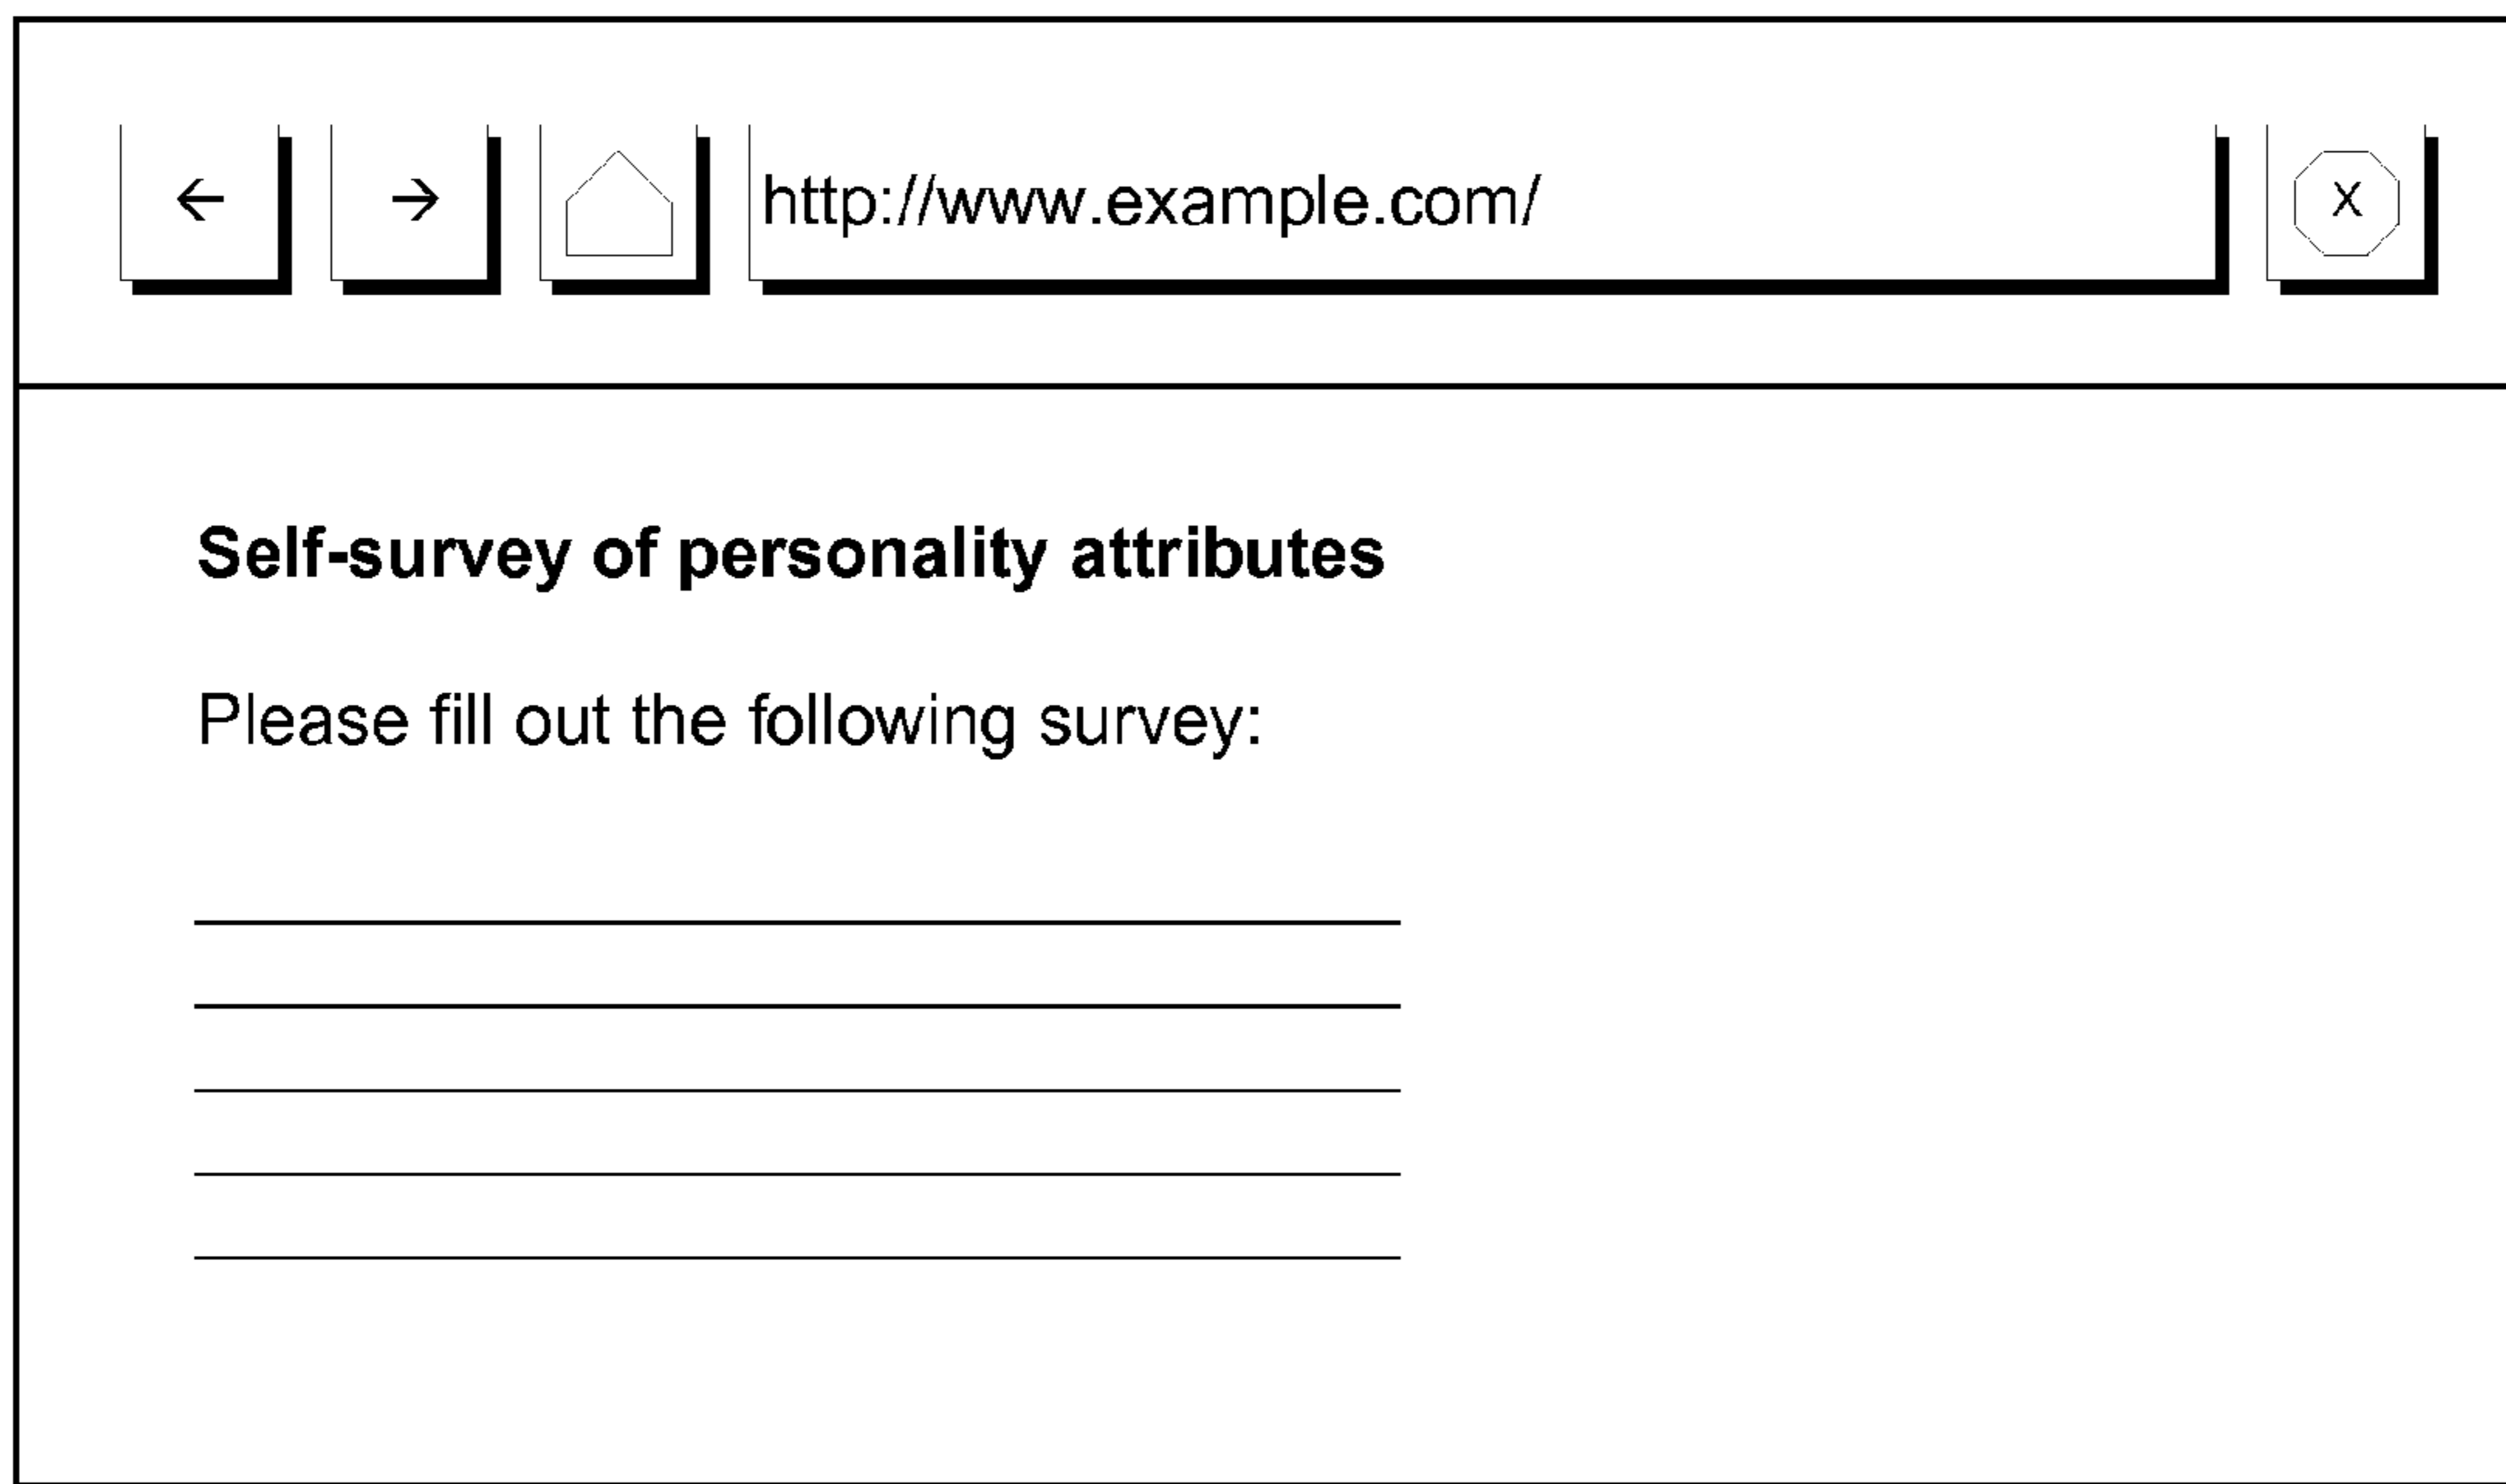 ← → http://www.example.com/ X
Self-survey of personality attributes
Please fill out the following survey: